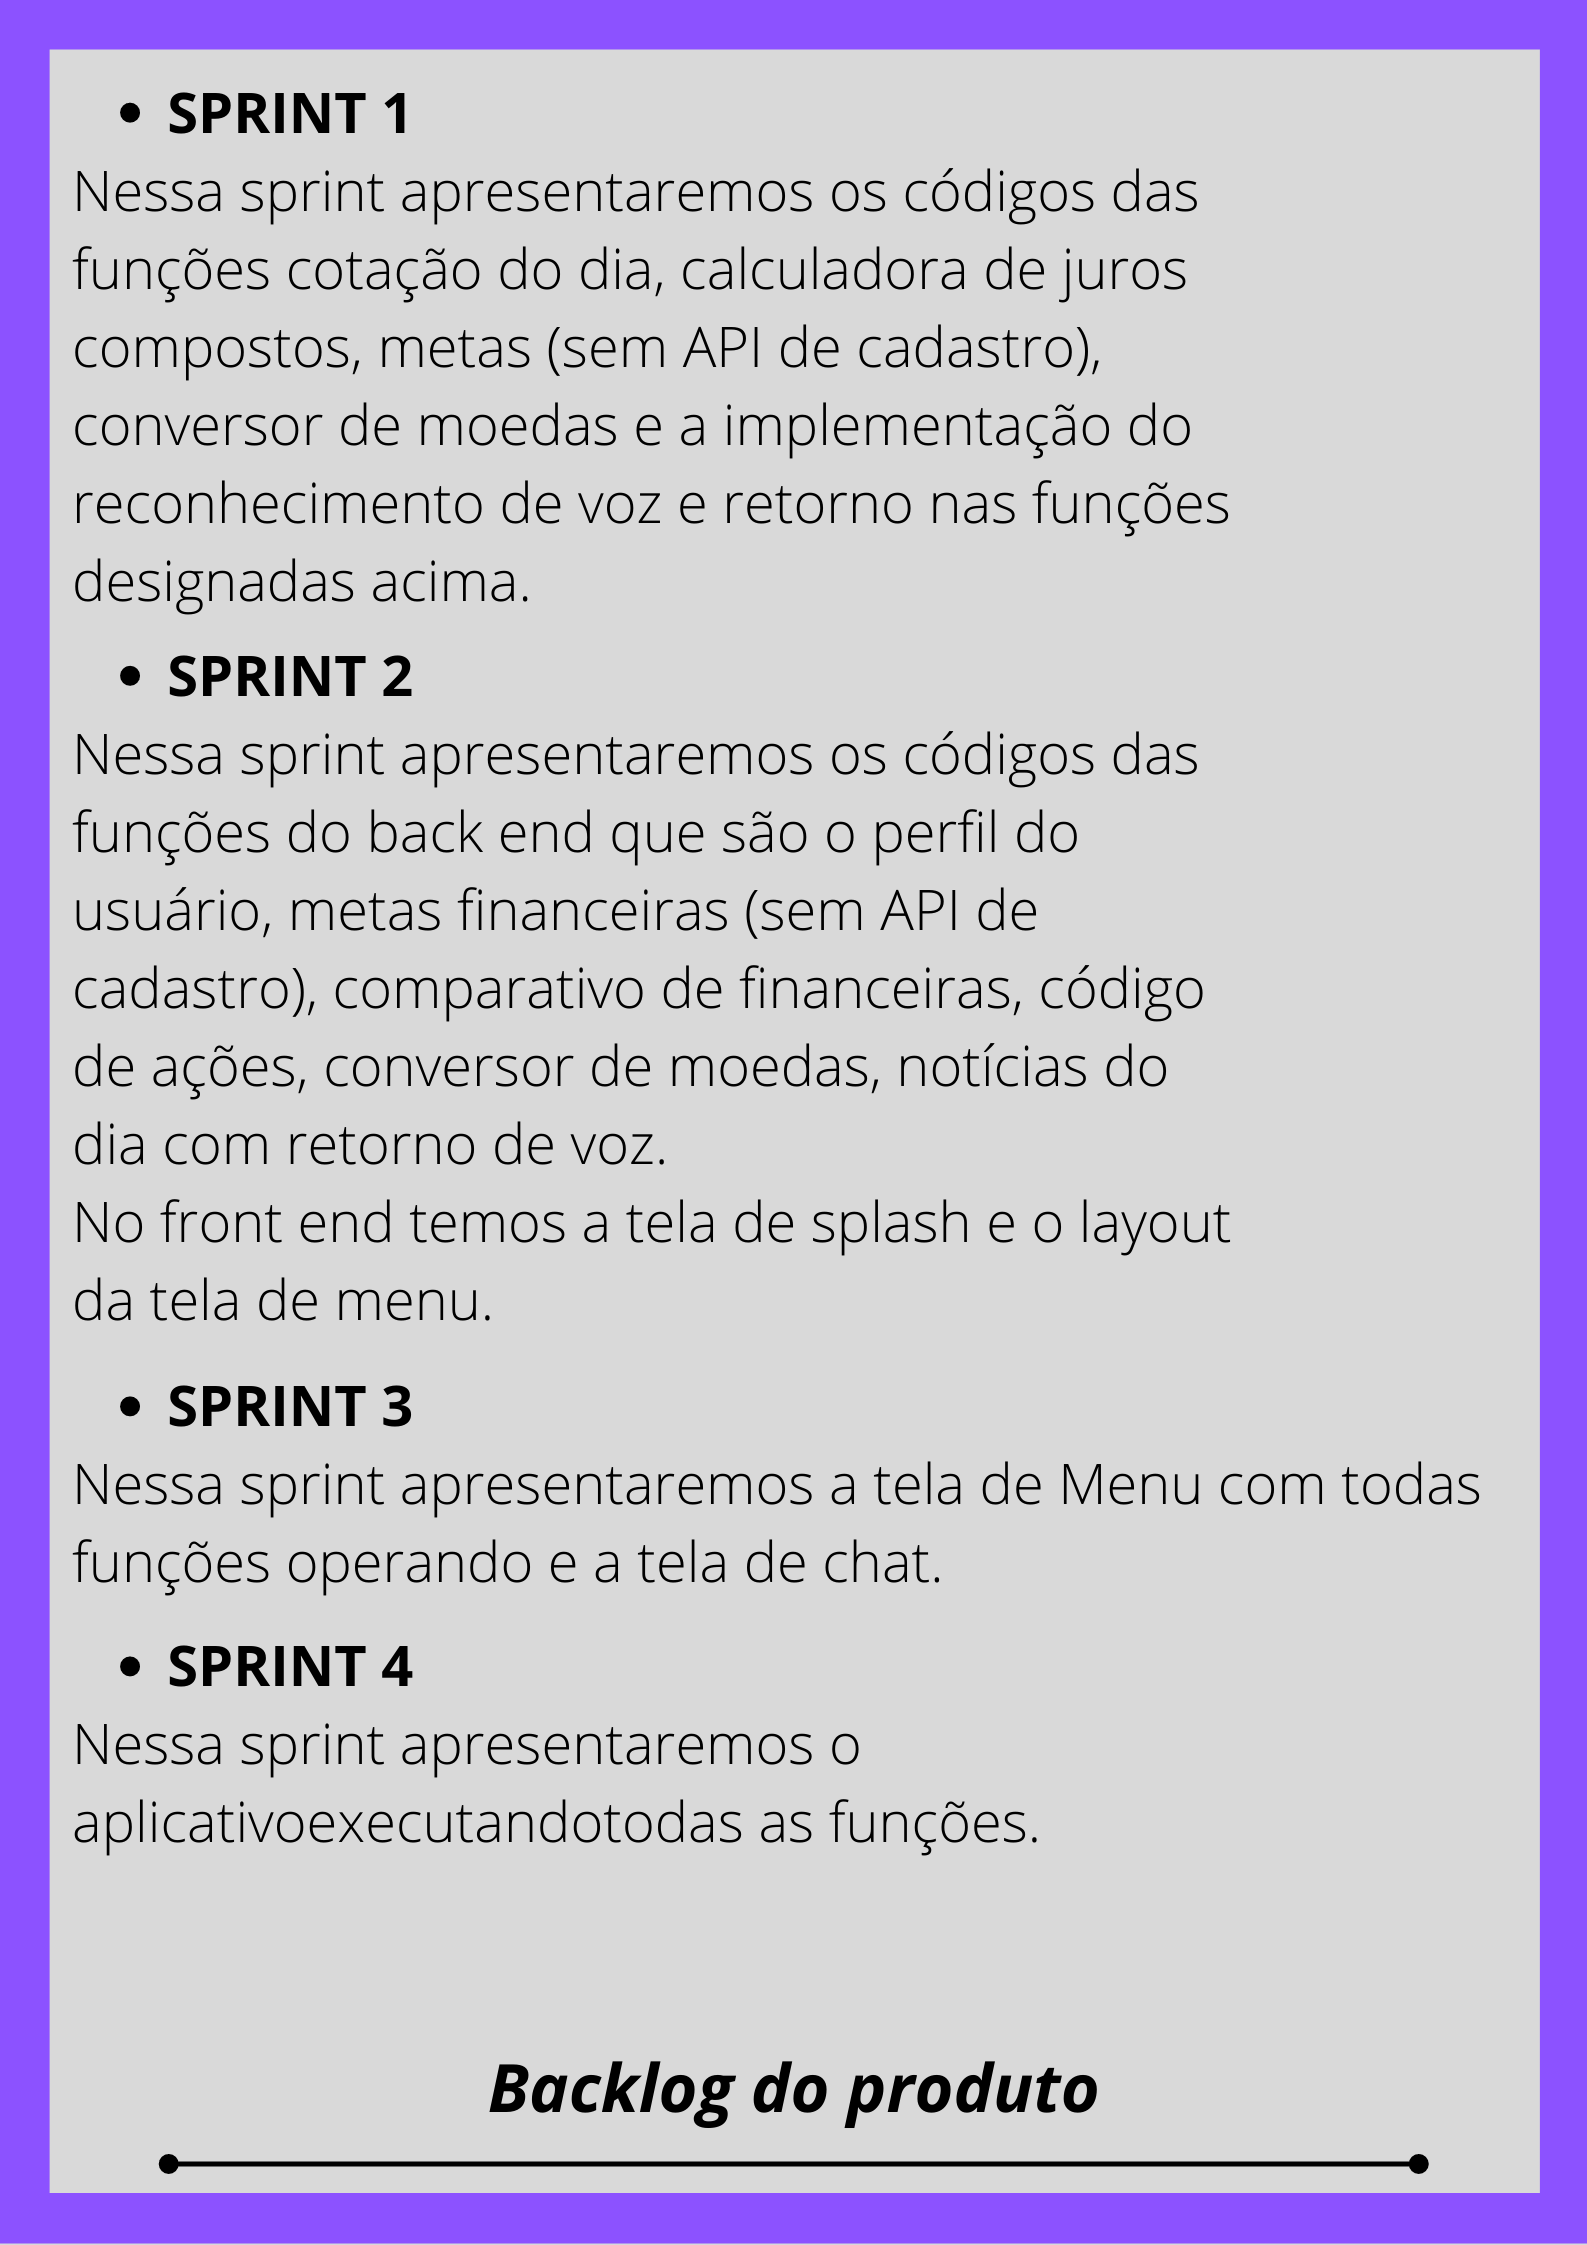 • SPRINT 1
Nessa sprint apresentaremos os códigos das
funções cotação do dia, calculadora de juros
compostos, metas (sem API de cadastro),
conversor de moedas e a implementação do
reconhecimento de voz e retorno nas funções
designadas acima.
• SPRINT 2
Nessa sprint apresentaremos os códigos das
funções do back end que são o perfil do
usuário, metas financeiras (sem API de
cadastro), comparativo de financeiras, código
de ações, conversor de moedas, notícias do
dia com retorno de voz.
No front end temos a tela de splash e o layout
da tela de menu.
• SPRINT 3
Nessa sprint apresentaremos a tela de Menu com todas
funções operando e a tela de chat.
• SPRINT 4
Nessa sprint apresentaremos o
aplicativoexecutandotodas as funções.
Backlog do produto